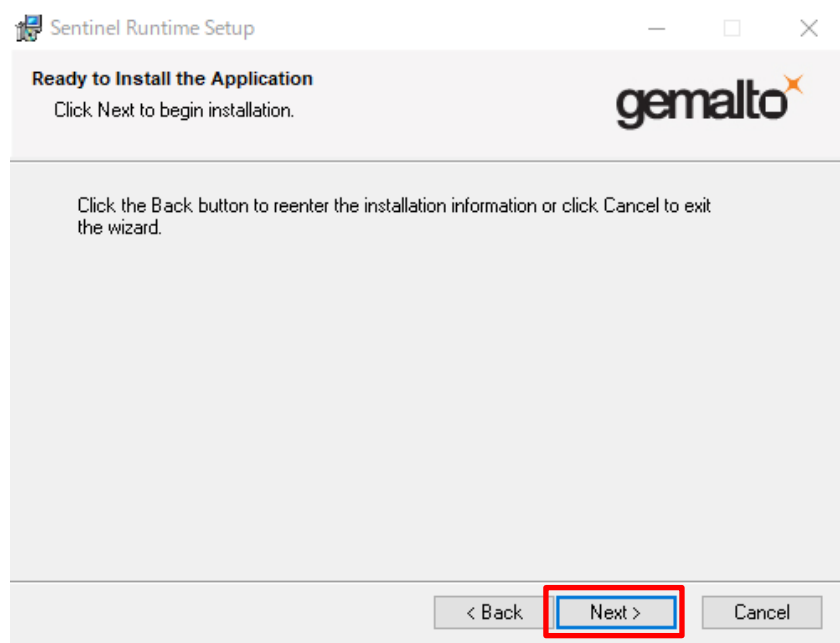 Sentinel Runtime Setup
Ready to Install the Application
Click Next to begin installation.
gemalto
Click the Back button to reenter the installation information or click Cancel to exit
the wizard.
< Back
Next >
Cancel